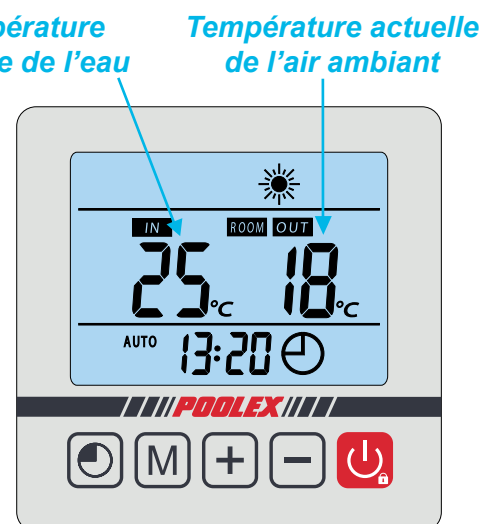 pérature
e de l’eau
Température actuelle
de l’air ambiant
IN ROOM OUT
25°C 18°C
AUTO 13:20
POOLEX
M + −